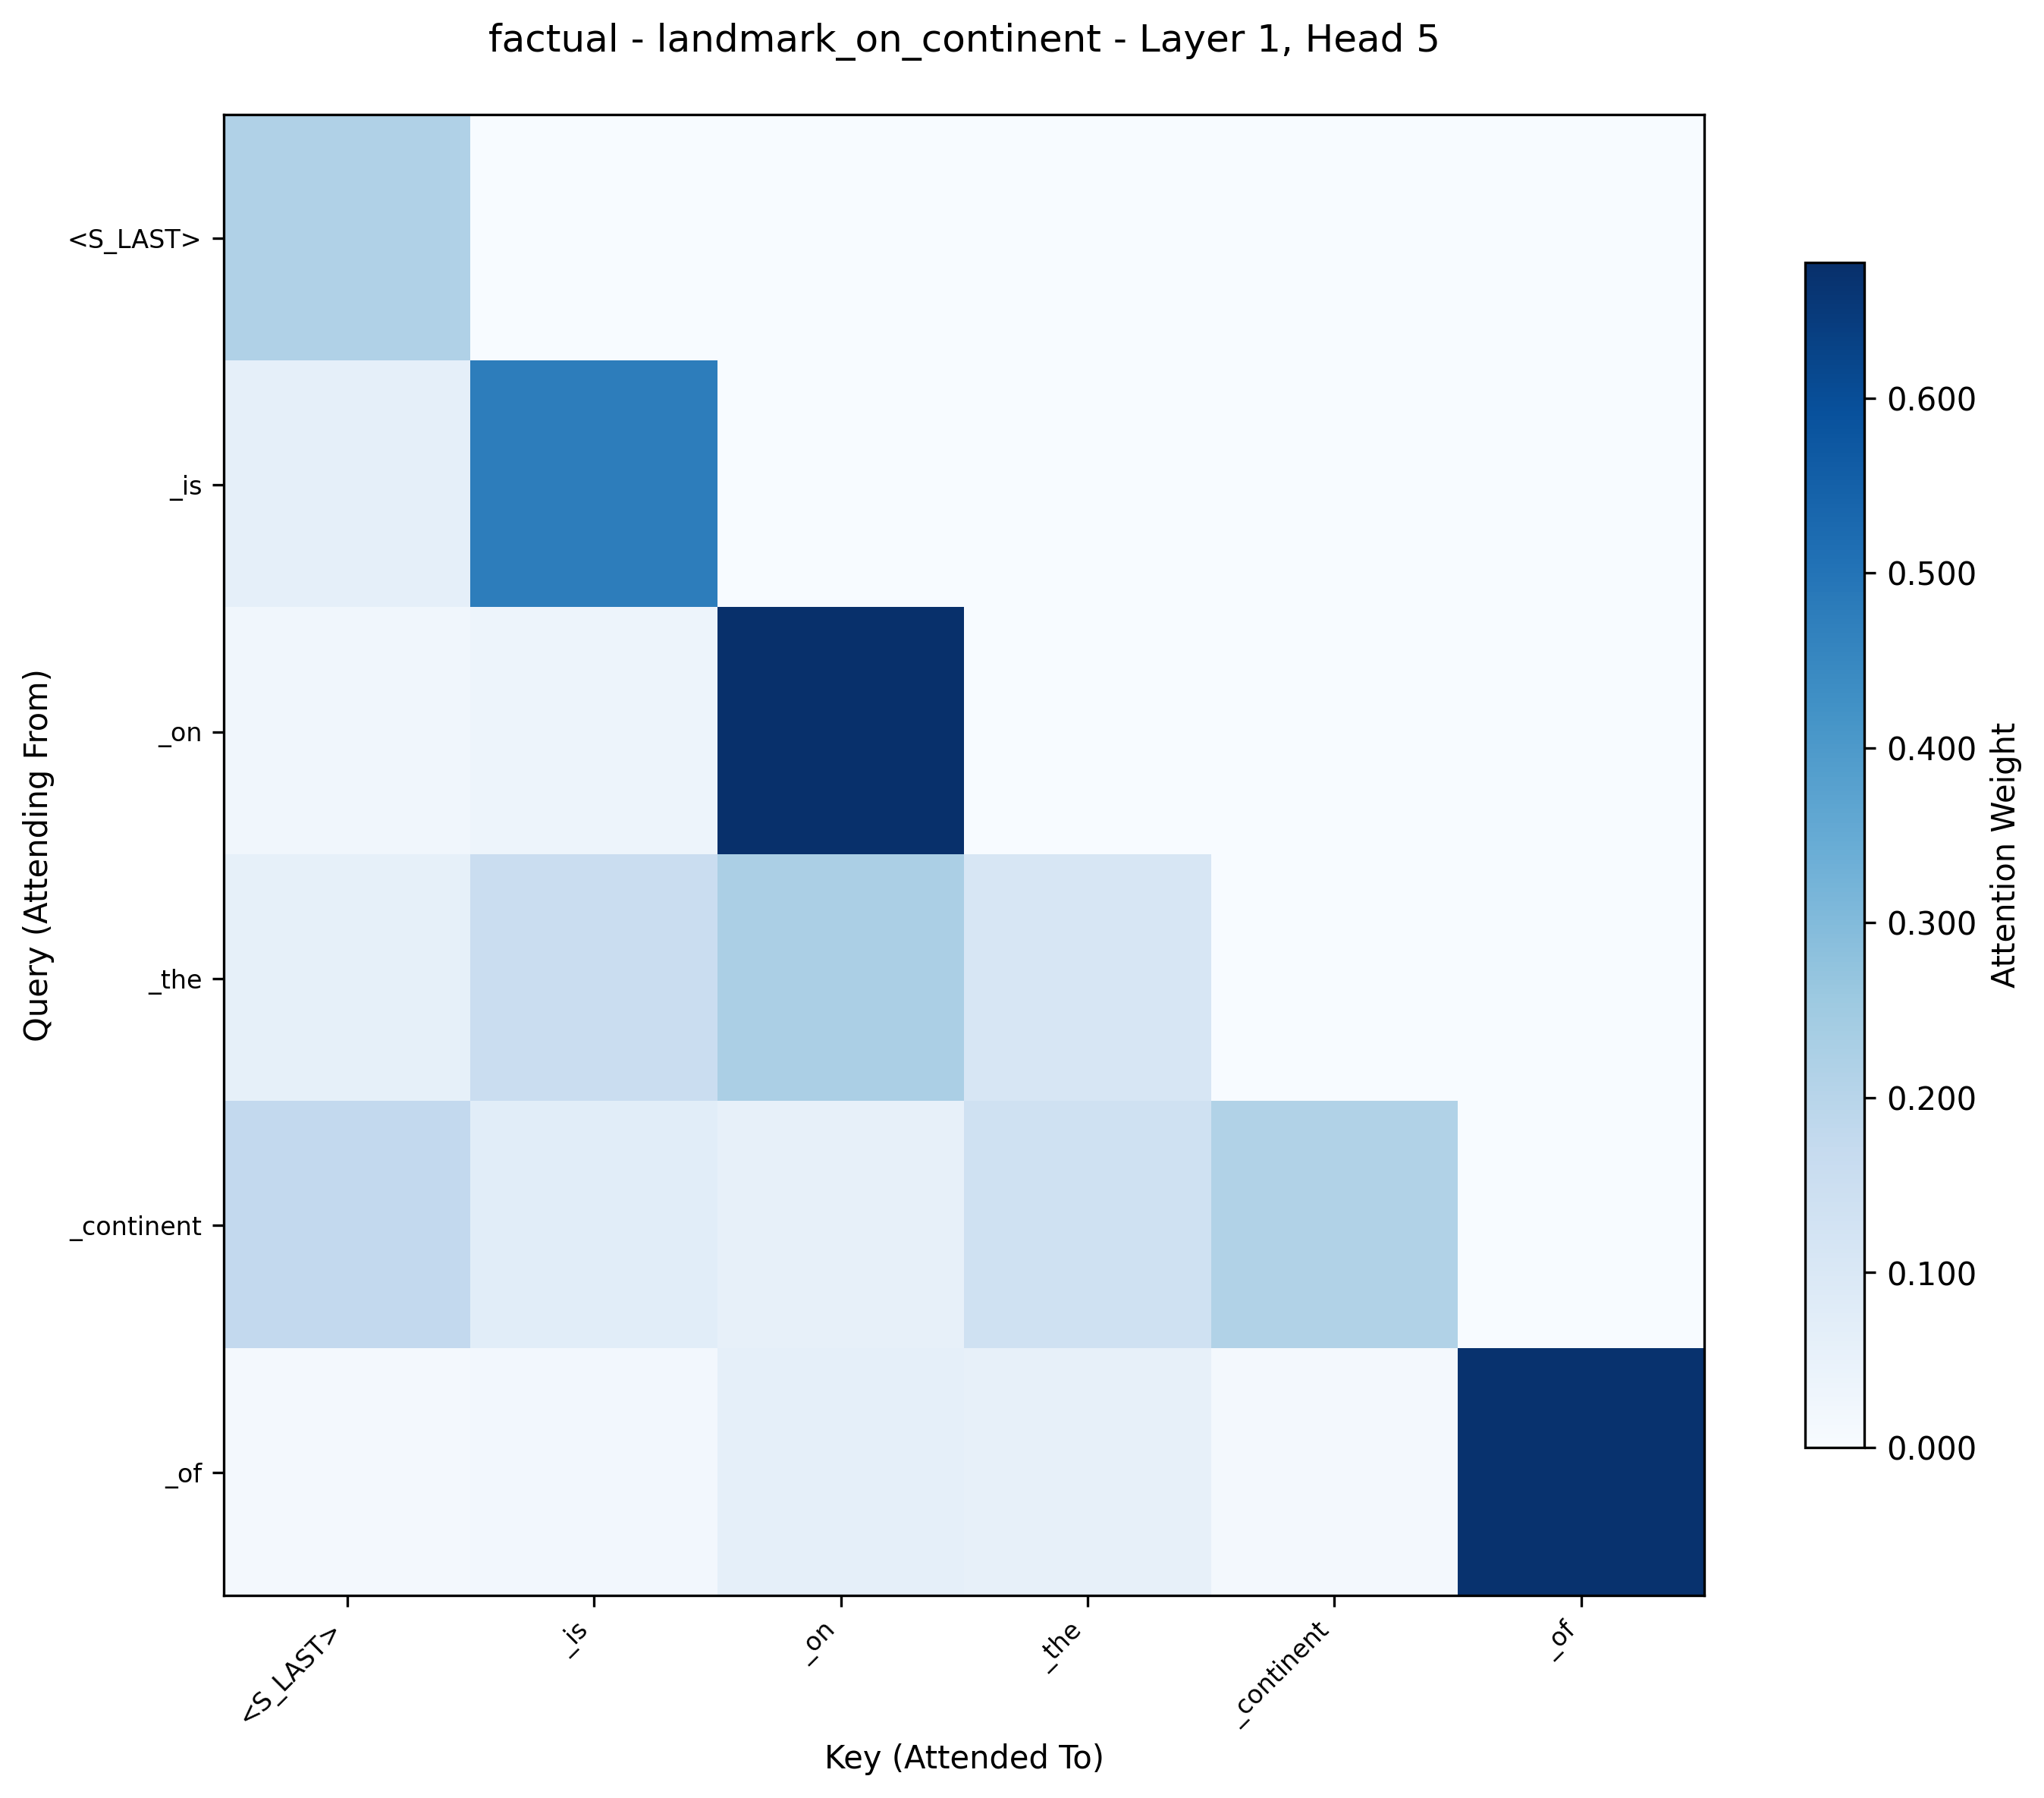 factual - landmark_on_continent - Layer 1, Head 5
Query (Attending From)
<S_LAST>
_is
_on
_the
_continent
_of
<S_LAST>
_is
_on
_the
_continent
_of
Key (Attended To)
0.600
0.500
0.400
0.300
0.200
0.100
0.000
Attention Weight